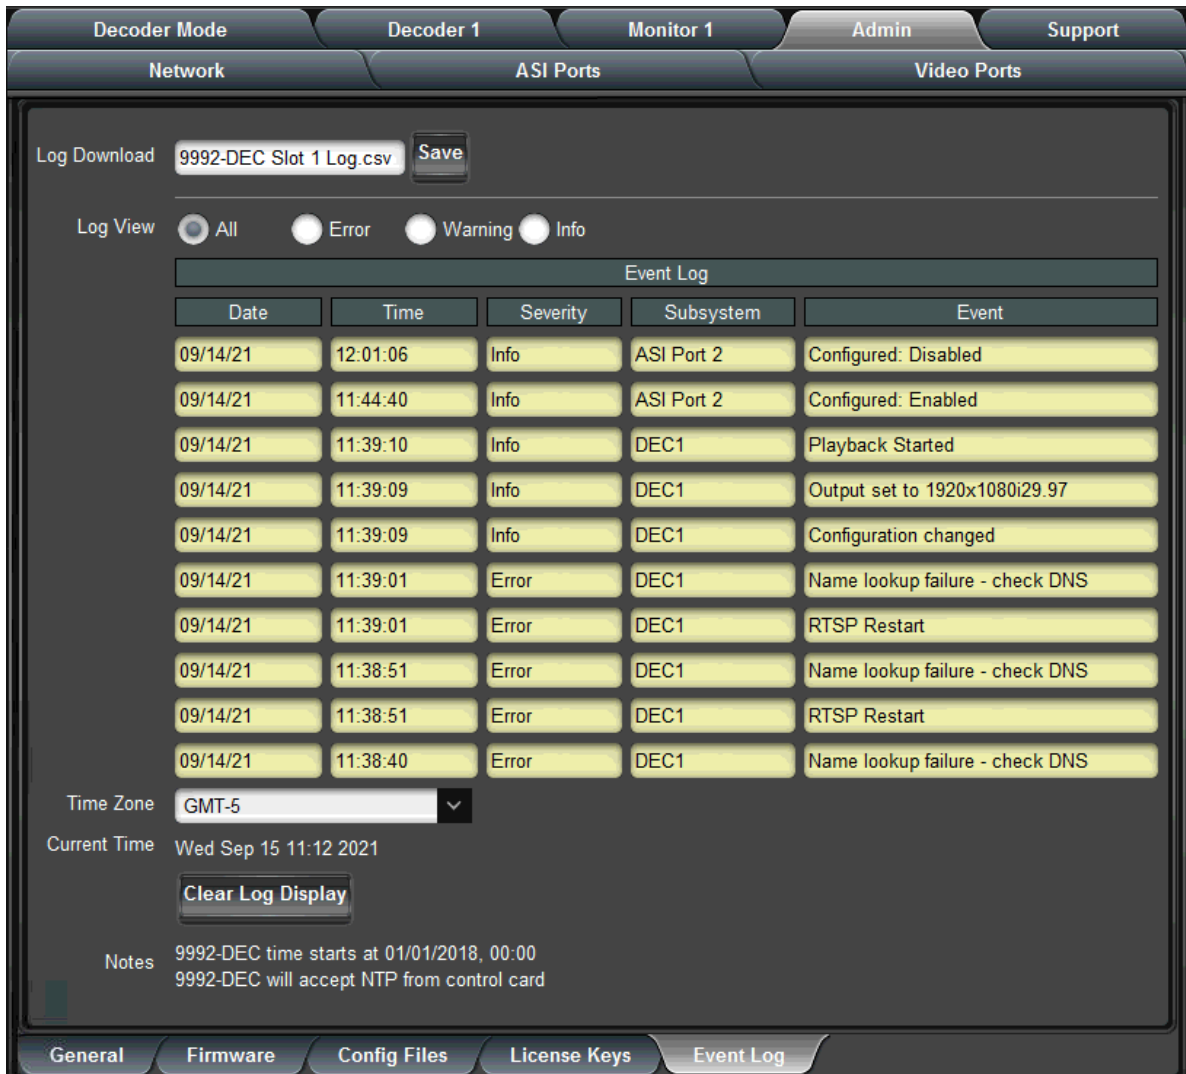 Decoder Mode Decoder 1 Monitor 1 Admin Support
Network ASI Ports Video Ports
Log Download 9992-DEC Slot 1 Log.csv Save
Log View All Error Warning Info
Event Log
Date Time Severity Subsystem Event
09/14/21 12:01:06 Info ASI Port 2 Configured: Disabled
09/14/21 11:44:40 Info ASI Port 2 Configured: Enabled
09/14/21 11:39:10 Info DEC1 Playback Started
09/14/21 11:39:09 Info DEC1 Output set to 1920x1080i29.97
09/14/21 11:39:09 Info DEC1 Configuration changed
09/14/21 11:39:01 Error DEC1 Name lookup failure - check DNS
09/14/21 11:39:01 Error DEC1 RTSP Restart
09/14/21 11:38:51 Error DEC1 Name lookup failure - check DNS
09/14/21 11:38:51 Error DEC1 RTSP Restart
09/14/21 11:38:40 Error DEC1 Name lookup failure - check DNS
Time Zone GMT-5
Current Time Wed Sep 15 11:12 2021
Clear Log Display
Notes 9992-DEC time starts at 01/01/2018, 00:00
9992-DEC will accept NTP from control card
General Firmware Config Files License Keys Event Log